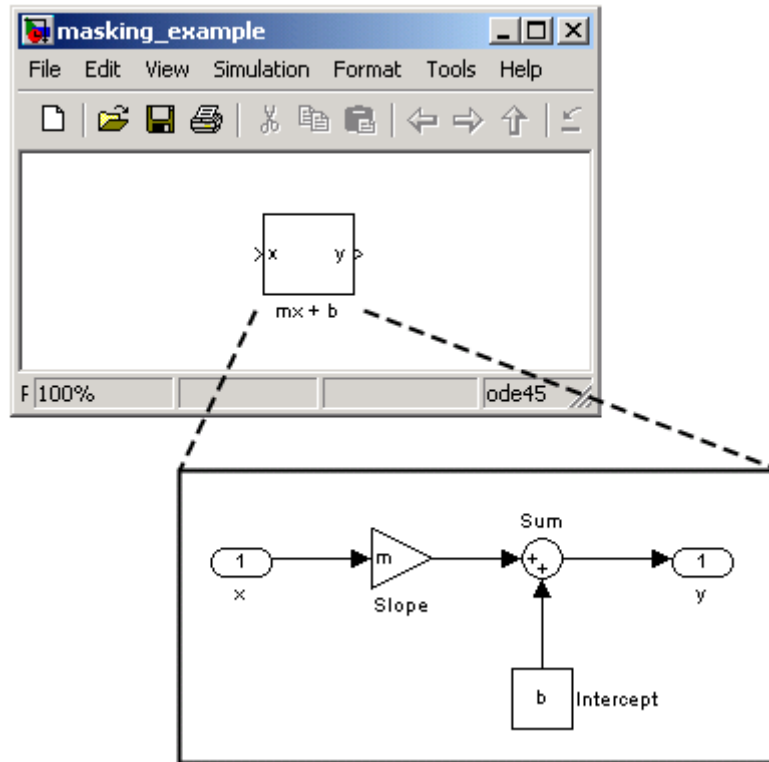 masking_example
File Edit View Simulation Format Tools Help
x y
mx + b
F 100% ode45
Sum
1 m + + 1
x Slope y
b Intercept